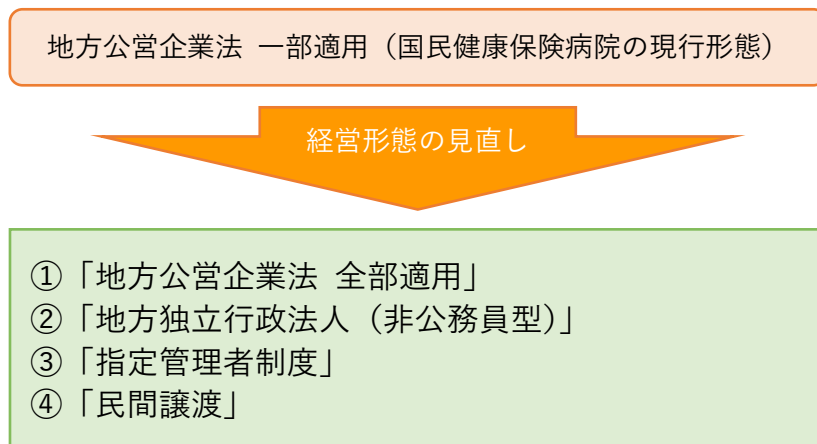 地方公営企業法 一部適用（国民健康保険病院の現行形態）
経営形態の見直し
①「地方公営企業法 全部適用」
②「地方独立行政法人（非公務員型）」
③「指定管理者制度」
④「民間譲渡」